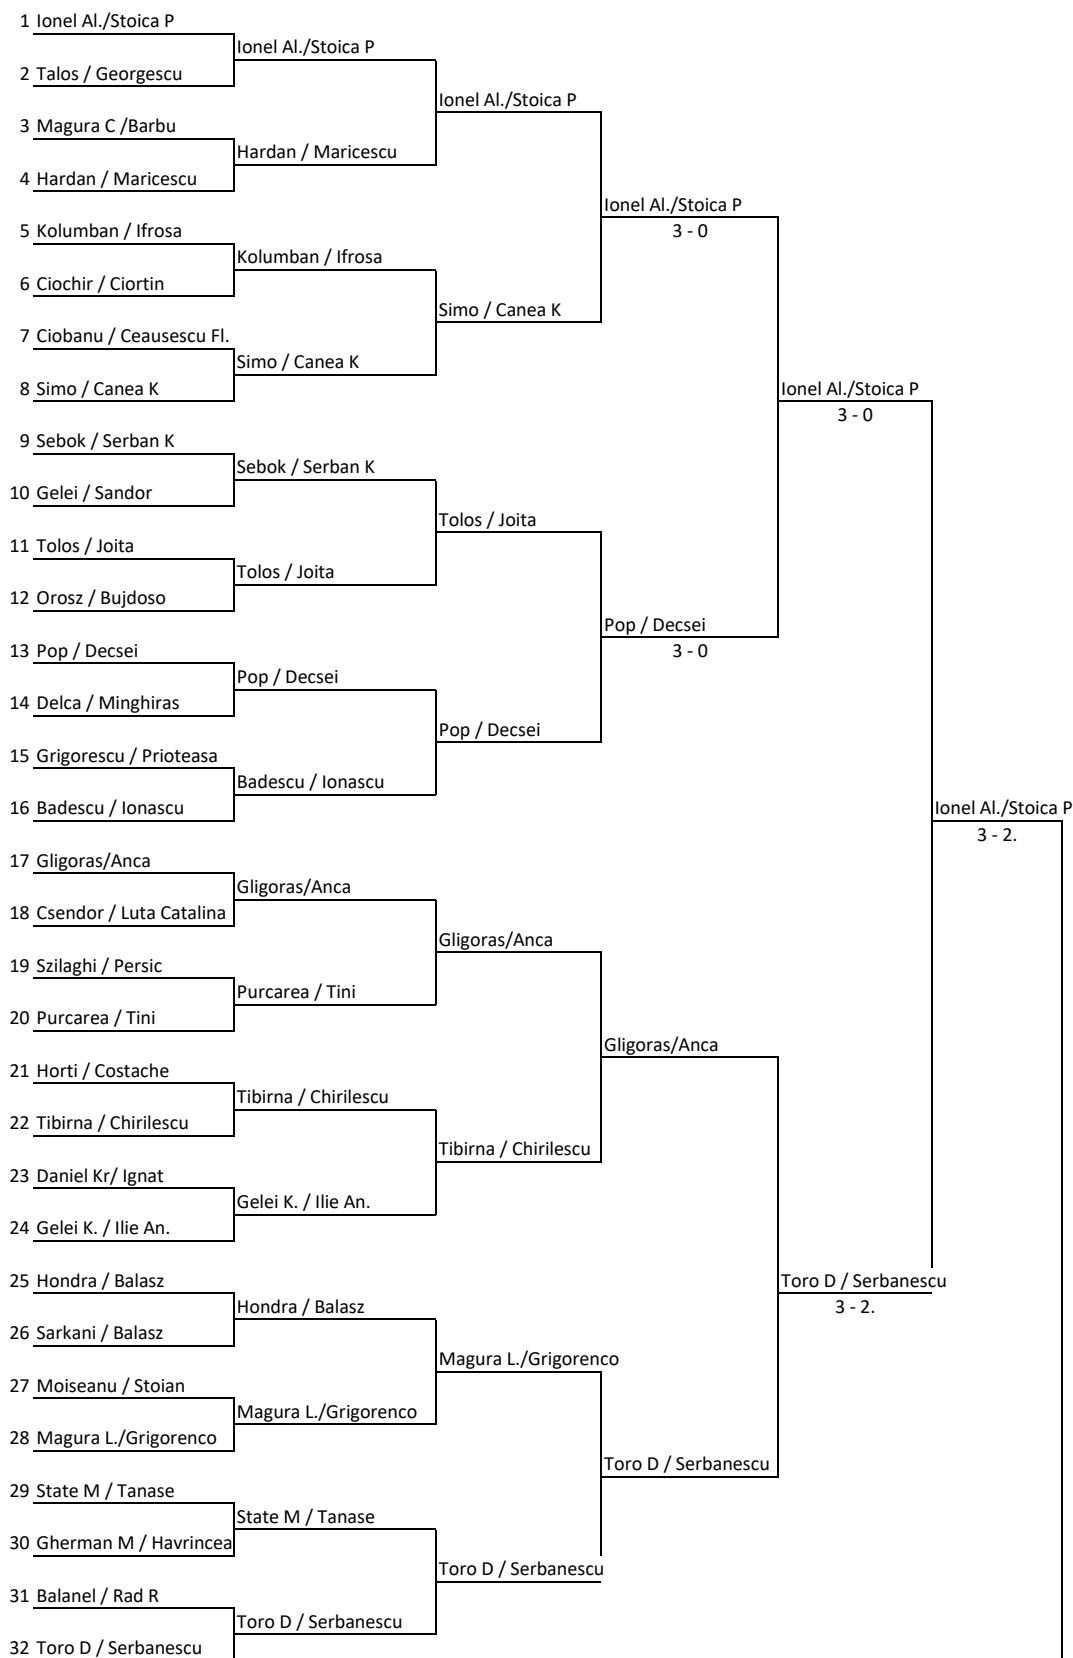 1 Ionel Al./Stoica P
Ionel Al./Stoica P
2 Talos / Georgescu
Ionel Al./Stoica P
3 Magura C /Barbu
Hardan / Maricescu
4 Hardan / Maricescu
Ionel Al./Stoica P
3 - 0
5 Kolumban / Ifrosa
Kolumban / Ifrosa
6 Ciochir / Ciortin
Simo / Canea K
7 Ciobanu / Ceausescu Fl.
Simo / Canea K
8 Simo / Canea K
Ionel Al./Stoica P
3 - 0
9 Sebok / Serban K
Sebok / Serban K
10 Gelei / Sandor
Tolos / Joita
11 Tolos / Joita
Tolos / Joita
12 Orosz / Bujdoso
Pop / Decsei
3 - 0
13 Pop / Decsei
Pop / Decsei
14 Delca / Minghiras
Pop / Decsei
15 Grigorescu / Prioteasa
Badescu / Ionascu
16 Badescu / Ionascu
Ionel Al./Stoica P
3 - 2.
17 Gligoras/Anca
Gligoras/Anca
18 Csendor / Luta Catalina
Gligoras/Anca
19 Szilaghi / Persic
Purcarea / Tini
20 Purcarea / Tini
Gligoras/Anca
21 Horti / Costache
Tibirna / Chirilescu
22 Tibirna / Chirilescu
Tibirna / Chirilescu
23 Daniel Kr/ Ignat
Gelei K. / Ilie An.
24 Gelei K. / Ilie An.
25 Hondra / Balasz
Toro D / Serbanescu
3 - 2.
Hondra / Balasz
26 Sarkani / Balasz
Magura L./Grigorenco
27 Moiseanu / Stoian
Magura L./Grigorenco
28 Magura L./Grigorenco
Toro D / Serbanescu
29 State M / Tanase
State M / Tanase
30 Gherman M / Havrincea
Toro D / Serbanescu
31 Balanel / Rad R
Toro D / Serbanescu
32 Toro D / Serbanescu